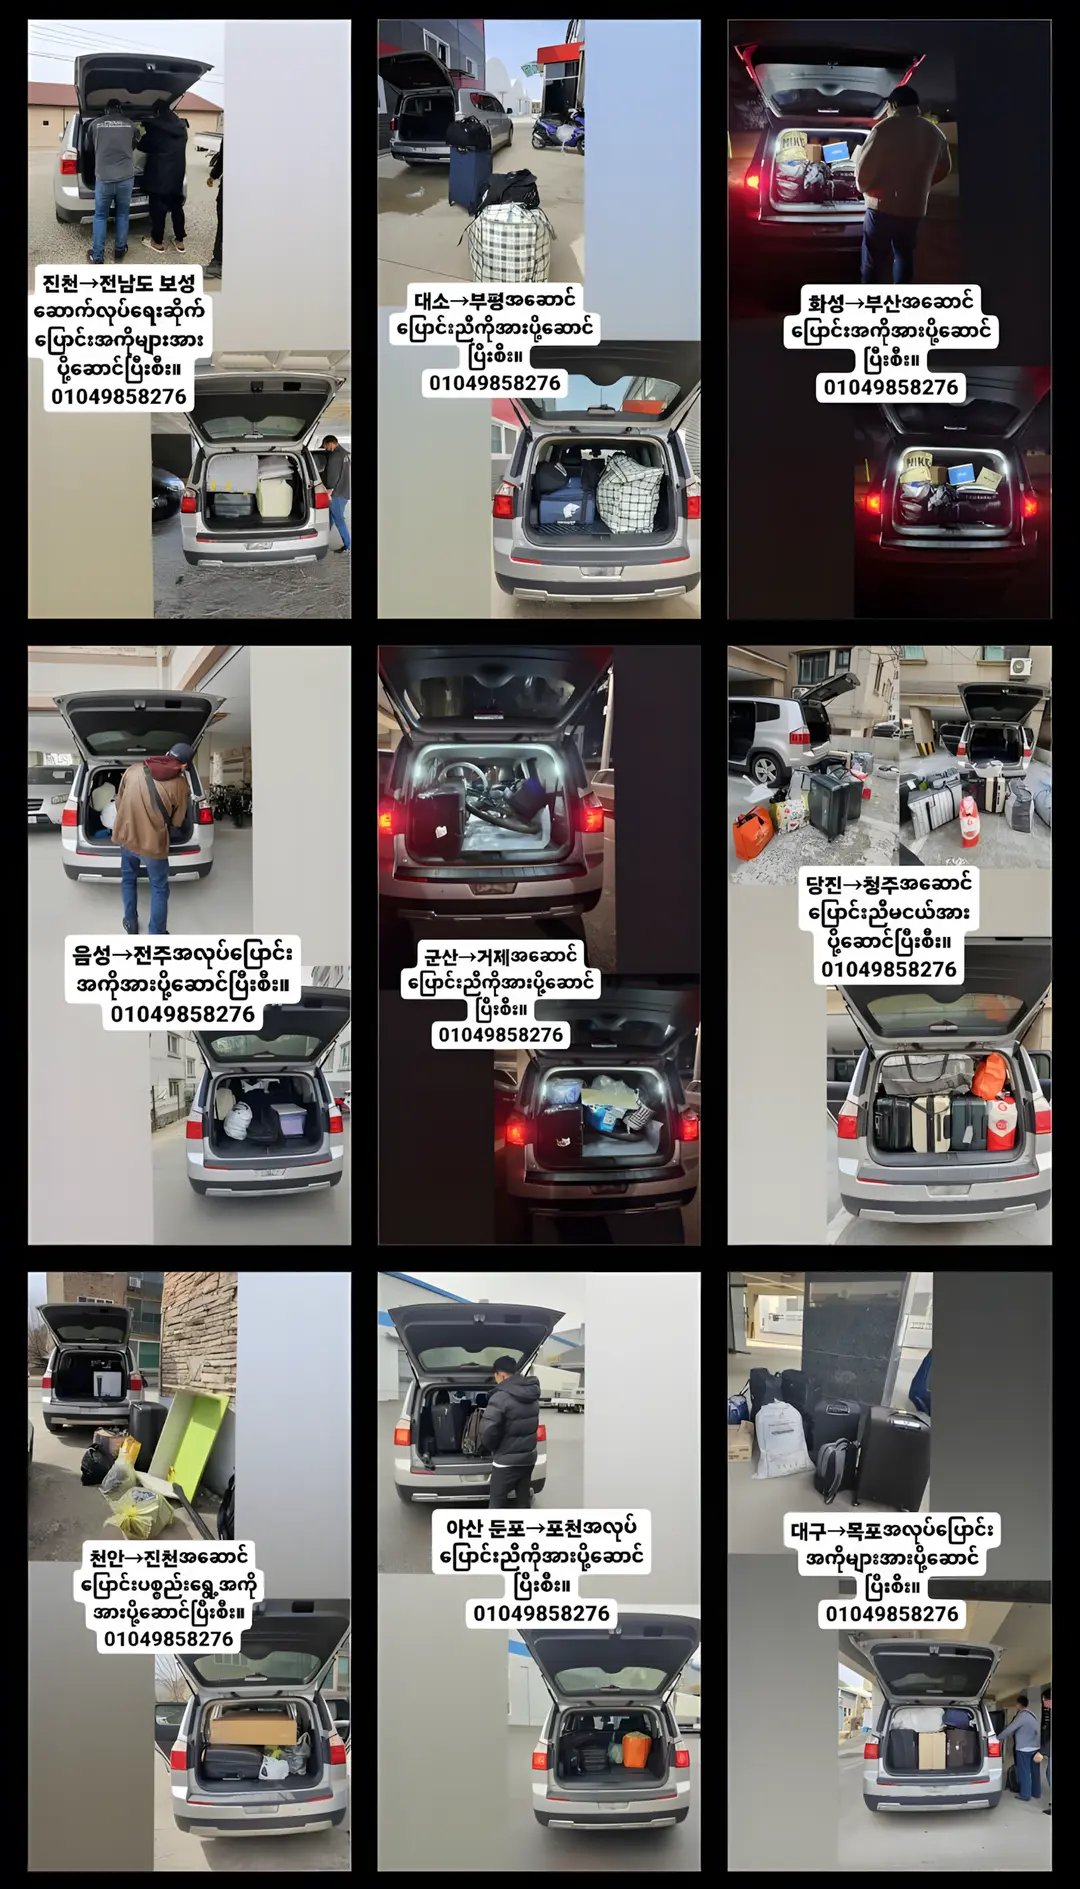 진천→전남도 보성
ဆောက်လုပ်ရေးဆိုက်
ပြောင်းအကိုများအား
ပို့ဆောင်ပြီးစီး။
01049858276
대소→부평အဆောင်
ပြောင်းညီကိုအားပို့ဆောင်
ပြီးစီး။
01049858276
화성→부산အဆောင်
ပြောင်းအကိုအားပို့ဆောင်
ပြီးစီး။
01049858276
NIKE
NIKE
음성→전주အလုပ်ပြောင်း
အကိုအားပို့ဆောင်ပြီးစီး။
01049858276
군산→거제အဆောင်
ပြောင်းညီကိုအားပို့ဆောင်
ပြီးစီး။
01049858276
당진→청주အဆောင်
ပြောင်းညီမငယ်အား
ပို့ဆောင်ပြီးစီး။
01049858276
천안→진천အဆောင်
ပြောင်းပစ္စည်းရွှေ့အကို
အားပို့ဆောင်ပြီးစီး။
01049858276
아산 둔포→포천အလုပ်
ပြောင်းညီကိုအားပို့ဆောင်
ပြီးစီး။
01049858276
대구→목포အလုပ်ပြောင်း
အကိုများအားပို့ဆောင်
ပြီးစီး။
01049858276